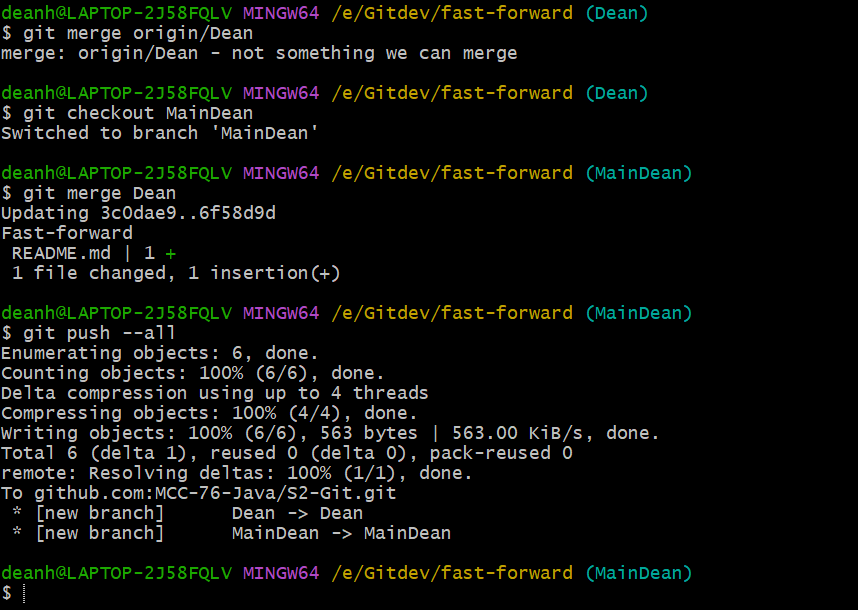 deanh@LAPTOP-2J58FQLV MINGW64 /e/Gitdev/fast-forward (Dean)
$ git merge origin/Dean
merge: origin/Dean - not something we can merge

deanh@LAPTOP-2J58FQLV MINGW64 /e/Gitdev/fast-forward (Dean)
$ git checkout MainDean
Switched to branch 'MainDean'

deanh@LAPTOP-2J58FQLV MINGW64 /e/Gitdev/fast-forward (MainDean)
$ git merge Dean
Updating 3c0dae9..6f58d9d
Fast-forward
 README.md | 1 +
 1 file changed, 1 insertion(+)

deanh@LAPTOP-2J58FQLV MINGW64 /e/Gitdev/fast-forward (MainDean)
$ git push --all
Enumerating objects: 6, done.
Counting objects: 100% (6/6), done.
Delta compression using up to 4 threads
Compressing objects: 100% (4/4), done.
Writing objects: 100% (6/6), 563 bytes | 563.00 KiB/s, done.
Total 6 (delta 1), reused 0 (delta 0), pack-reused 0
remote: Resolving deltas: 100% (1/1), done.
To github.com:MCC-76-Java/S2-Git.git
 * [new branch]      Dean -> Dean
 * [new branch]      MainDean -> MainDean

deanh@LAPTOP-2J58FQLV MINGW64 /e/Gitdev/fast-forward (MainDean)
$